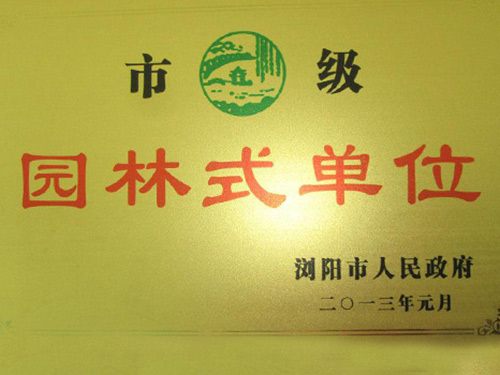 市 级
园林式单位
浏阳市人民政府
二〇一三年元月